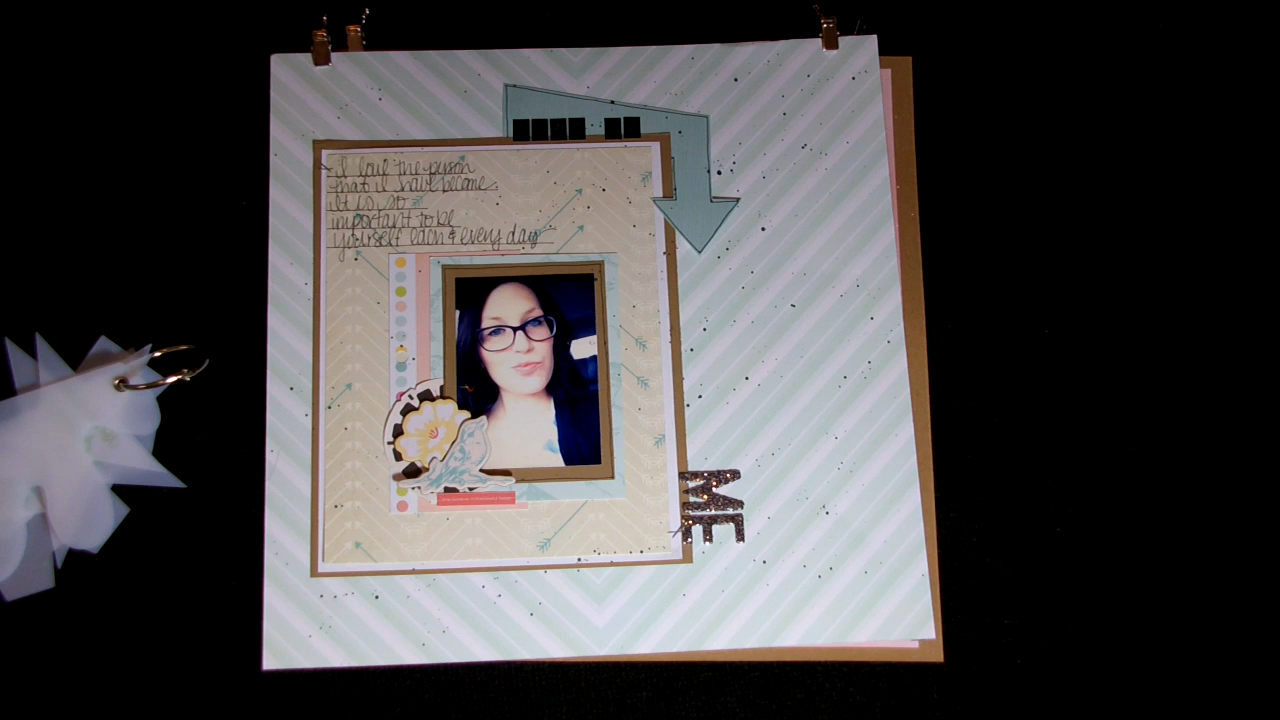 i love the person
that i have become.
it is so
important to be
yourself each & every day
ME